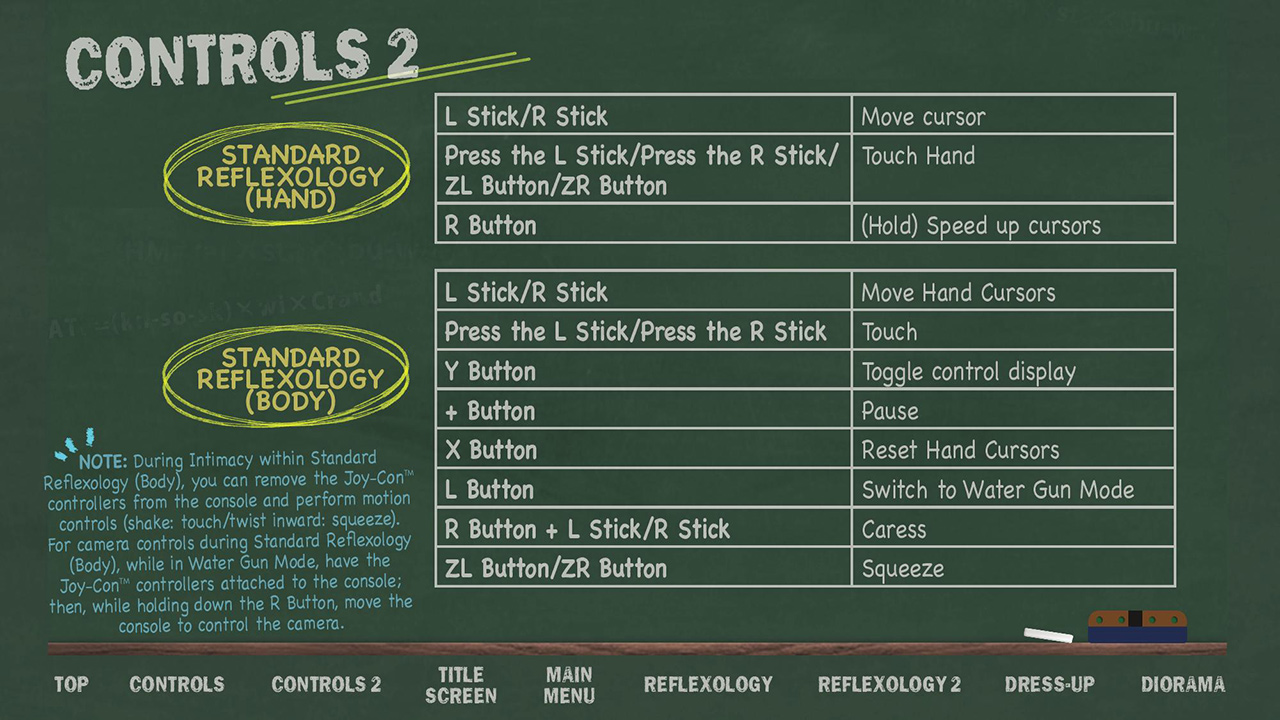 CONTROLS 2
STANDARD
REFLEXOLOGY
(HAND)
L Stick/R Stick
Move cursor
Press the L Stick/Press the R Stick/
ZL Button/ZR Button
Touch Hand
R Button
(Hold) Speed up cursors
STANDARD
REFLEXOLOGY
(BODY)
L Stick/R Stick
Move Hand Cursors
Press the L Stick/Press the R Stick
Touch
Y Button
Toggle control display
+ Button
Pause
X Button
Reset Hand Cursors
L Button
Switch to Water Gun Mode
R Button + L Stick/R Stick
Caress
ZL Button/ZR Button
Squeeze
NOTE: During Intimacy within Standard
Reflexology (Body), you can remove the Joy-Con™
controllers from the console and perform motion
controls (shake: touch/twist inward: squeeze).
For camera controls during Standard Reflexology
(Body), while in Water Gun Mode, have the
Joy-Con™ controllers attached to the console;
then, while holding down the R Button, move the
console to control the camera.
TOP
CONTROLS
CONTROLS 2
TITLE
SCREEN
MAIN
MENU
REFLEXOLOGY
REFLEXOLOGY 2
DRESS-UP
DIORAMA